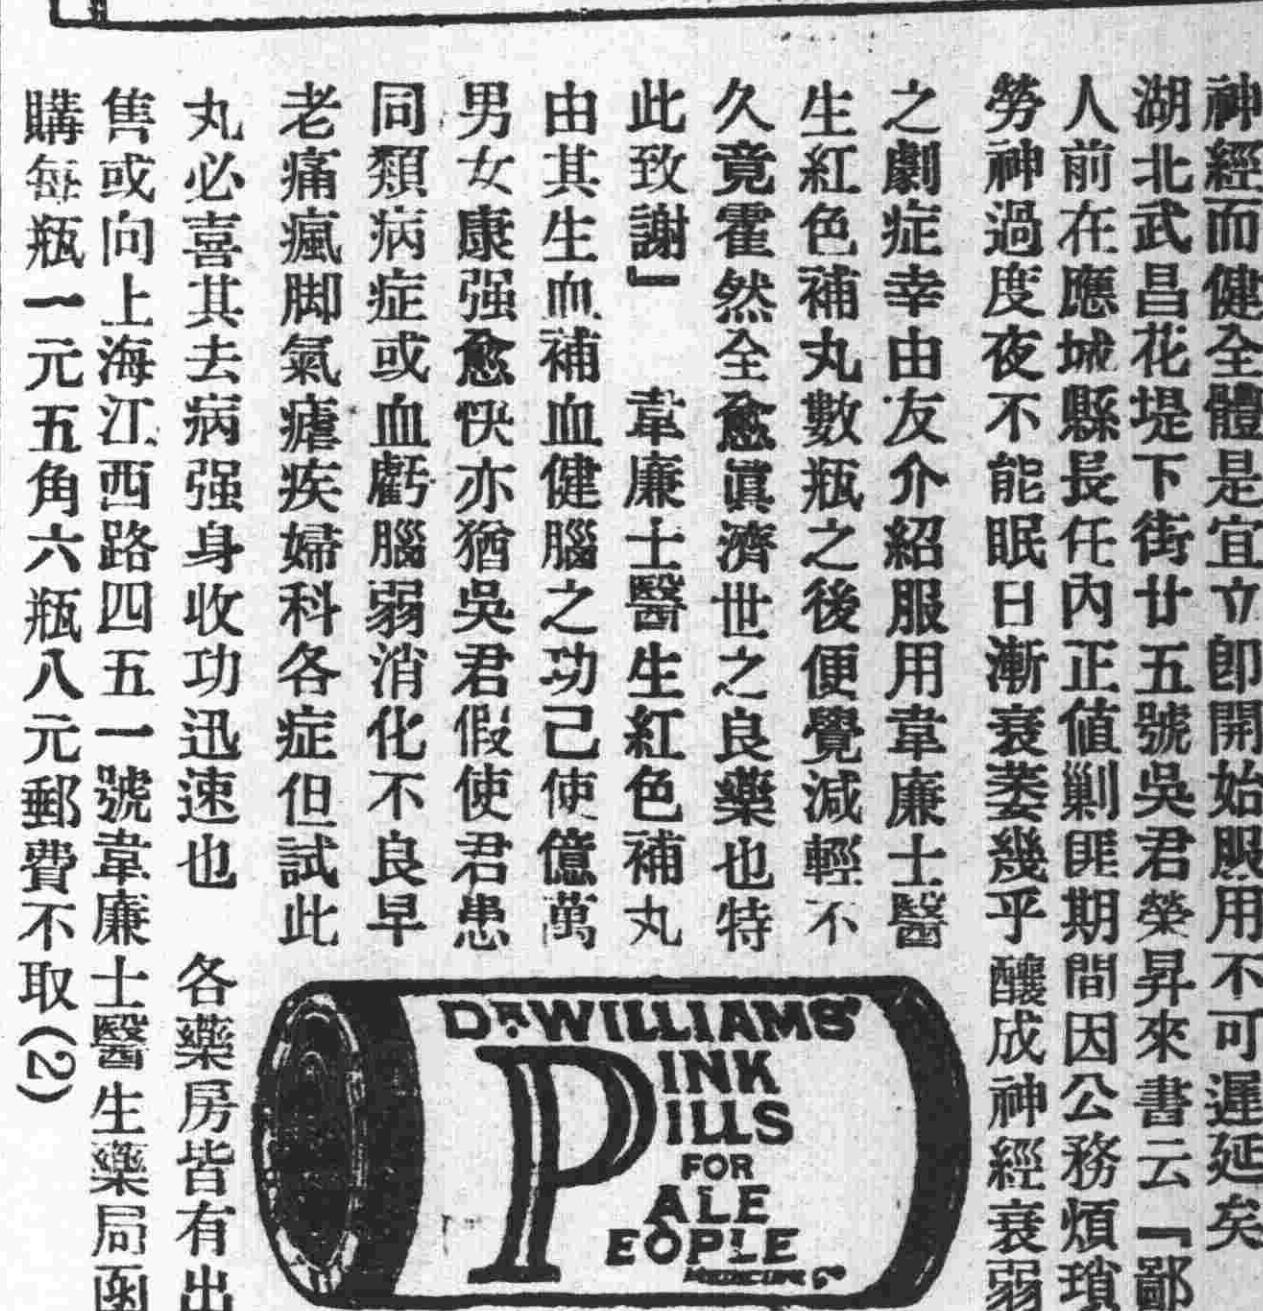 神經而健全體是宜立卽開始服用不可遲延矣
湖北武昌花堤下街廿五號吳君榮昇來書云『鄙
人前在應城縣長任內正値剿匪期間因公務煩瑣
勞神過度夜不能眠日漸衰萎幾乎釀成神經衰弱
之劇症幸由友介紹服用韋廉士醫
生紅色補丸數瓶之後便覺減輕不
久竟霍然全愈眞濟世之良藥也特
此致謝』　韋廉士醫生紅色補丸
由其生血補血健腦之功己使億萬
男女康强愈快亦猶吳君假使君患
同類病症或血虧腦弱消化不良早
老痛瘋脚氣瘧疾婦科各症但試此
丸必喜其去病强身收功迅速也　各藥房皆有出
售或向上海江西路四五一號韋廉士醫生藥局函
購每瓶一元五角六瓶八元郵費不取(2)
DR WILLIAMS'
PINK
PILLS
FOR
PALE
PEOPLE
MEDICINE Co